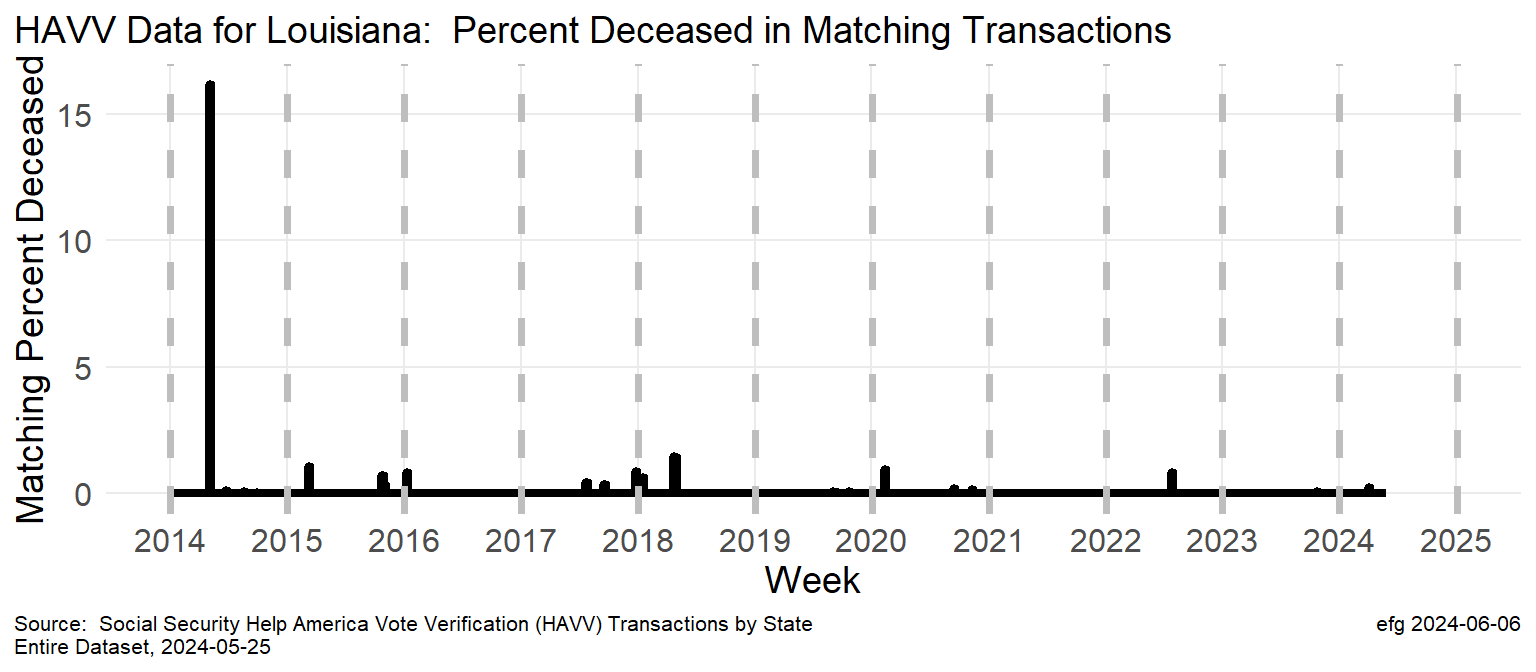 HAVV Data for Louisiana:  Percent Deceased in Matching Transactions
Matching Percent Deceased
15
10
5
0
2014 2015 2016 2017 2018 2019 2020 2021 2022 2023 2024 2025
Week
Source:  Social Security Help America Vote Verification (HAVV) Transactions by State
Entire Dataset, 2024-05-25
efg 2024-06-06